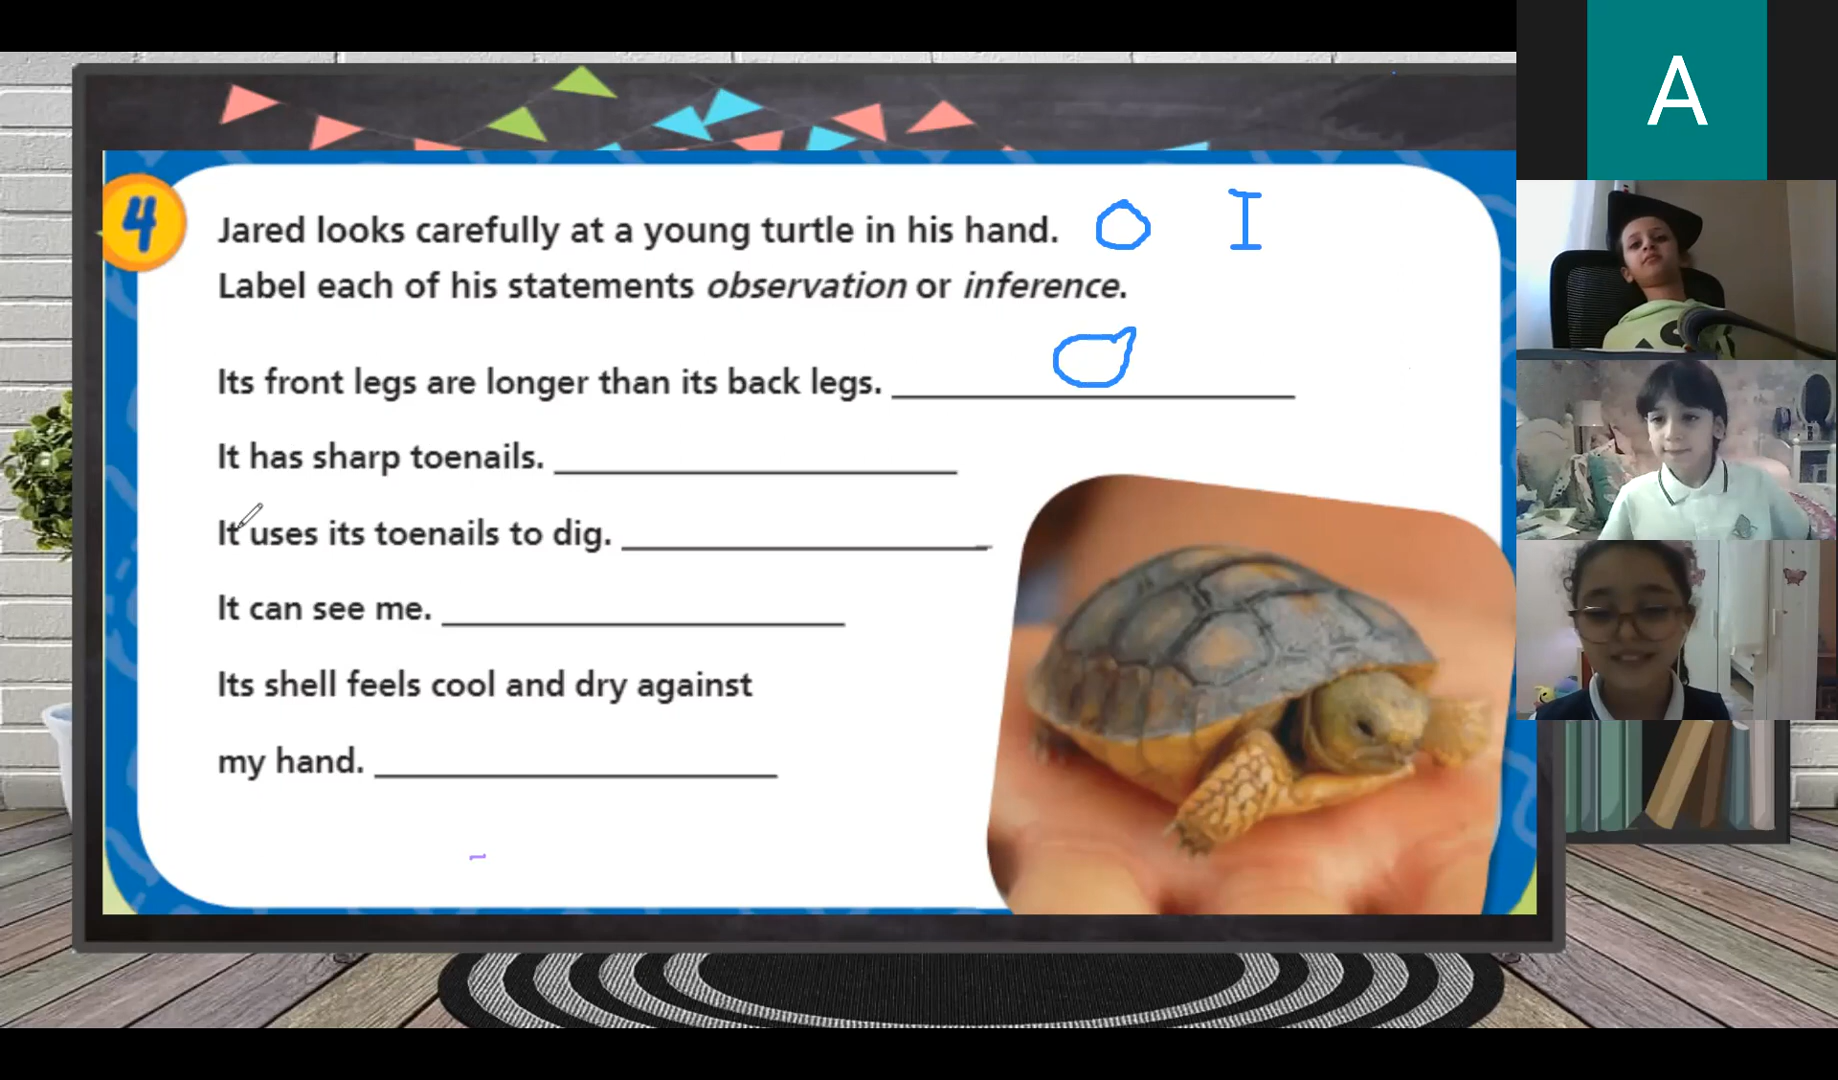 A
4
Jared looks carefully at a young turtle in his hand. O I
Label each of his statements observation or inference.
Its front legs are longer than its back legs. O
It has sharp toenails.
It uses its toenails to dig.
It can see me.
Its shell feels cool and dry against
my hand.